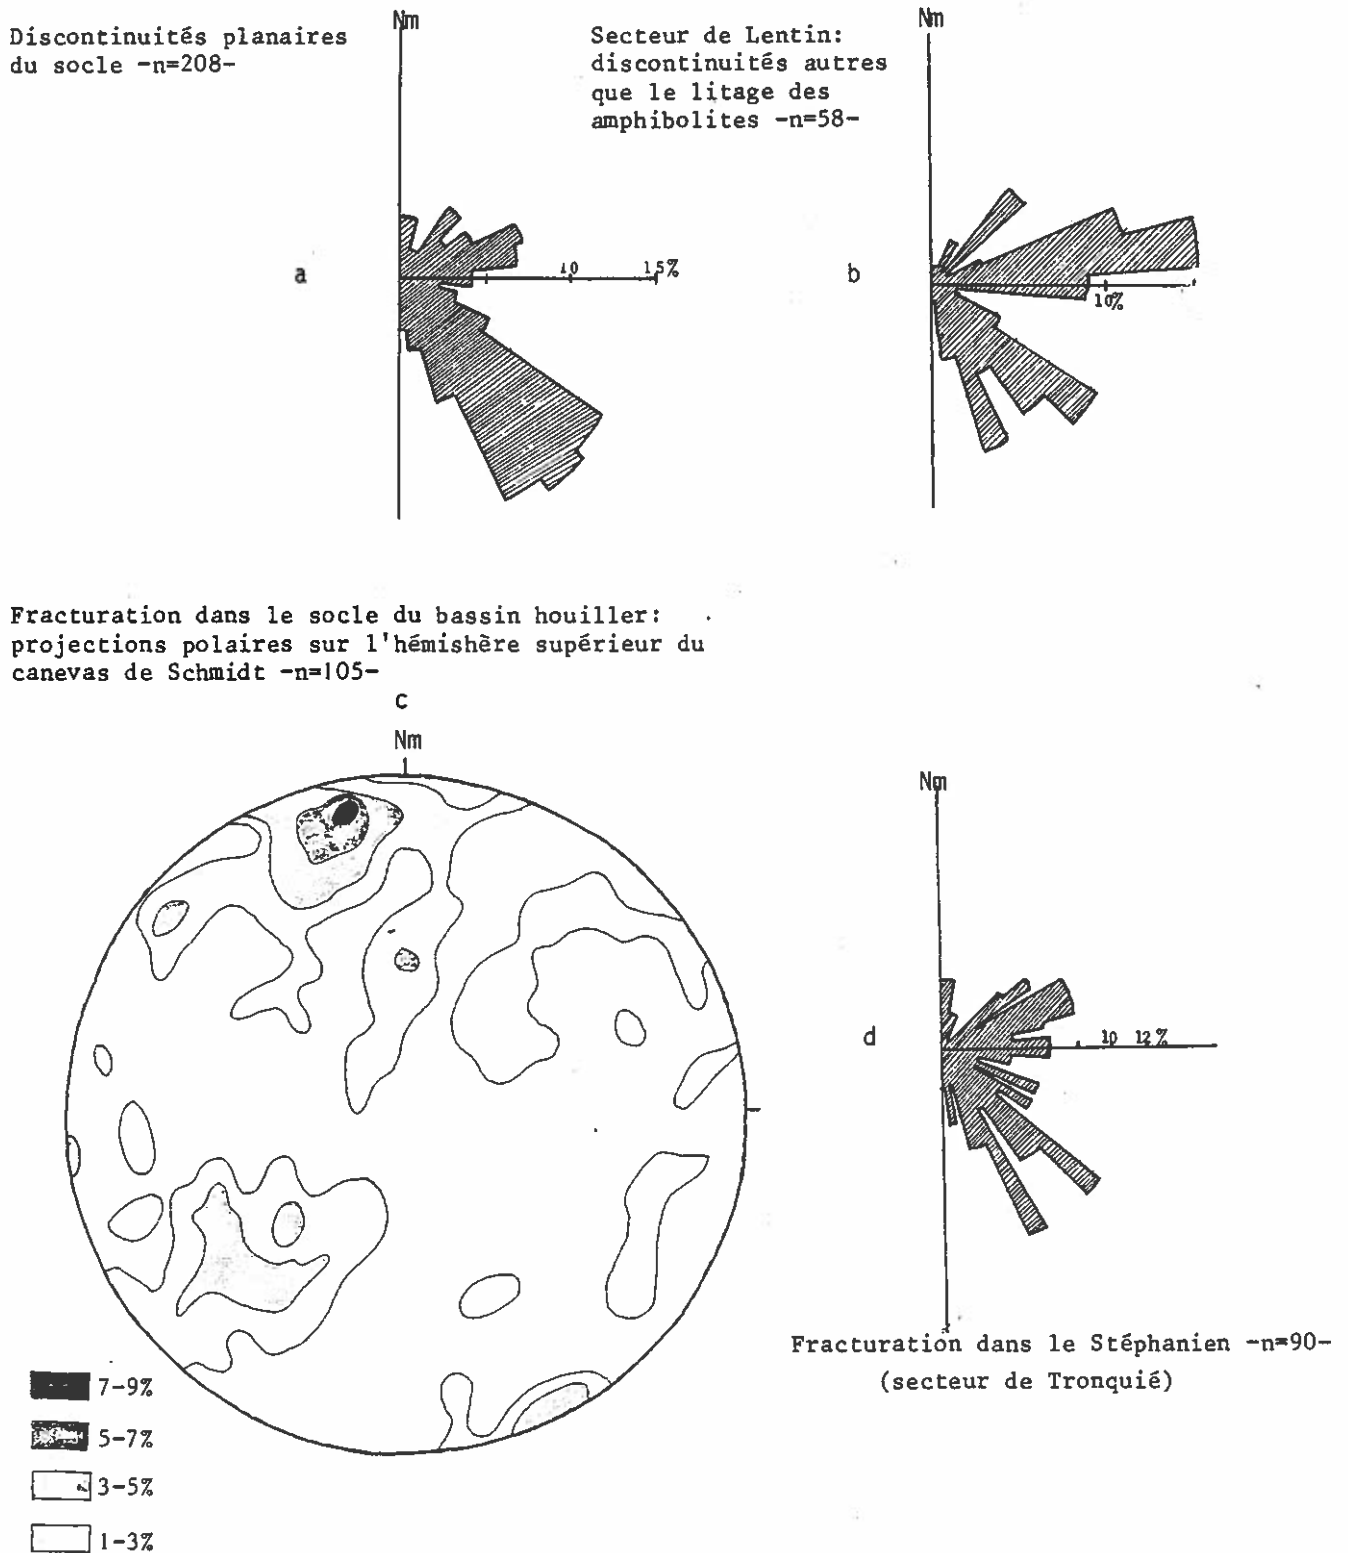 Discontinuités planaires
du socle -n=208-
Nm
a
10
15%
Secteur de Lentin:
discontinuités autres
que le litage des
amphibolites -n=58-
Nm
b
10%
Fracturation dans le socle du bassin houiller:
projections polaires sur l'hémishère supérieur du
canevas de Schmidt -n=105-
c
Nm
7-9%
5-7%
3-5%
1-3%
Nm
d
10
12%
Fracturation dans le Stéphanien -n=90-
(secteur de Tronquié)